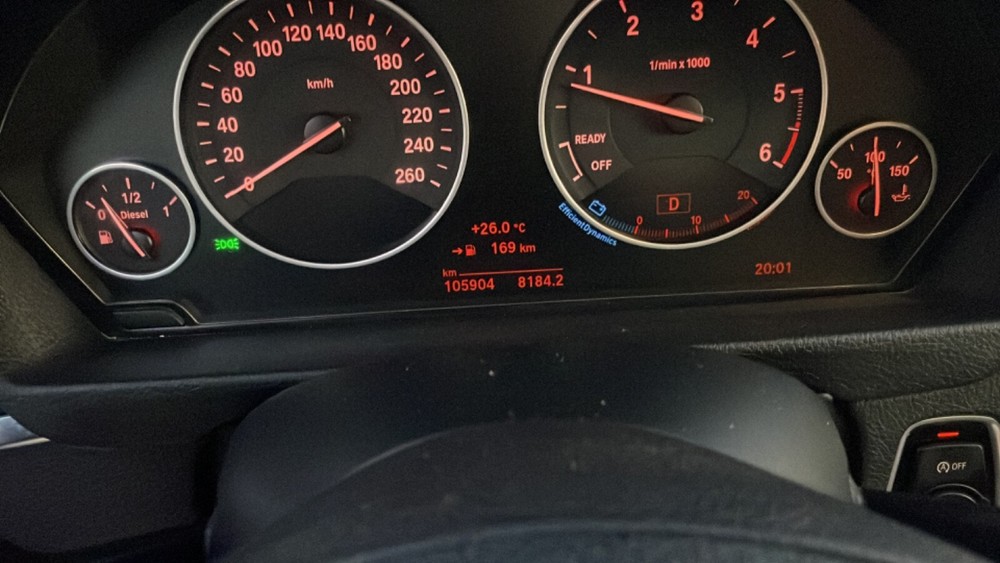 0 1/2 1
Diesel
0 20 40 60 80 100 120 140 160 180 200 220 240 260
km/h
+26.0 °C
169 km
km
105904 8184.2
1 2 3 4 5 6
1/min x 1000
READY
OFF
D
0 10 20
EfficientDynamics
50 100 150
20:01
OFF